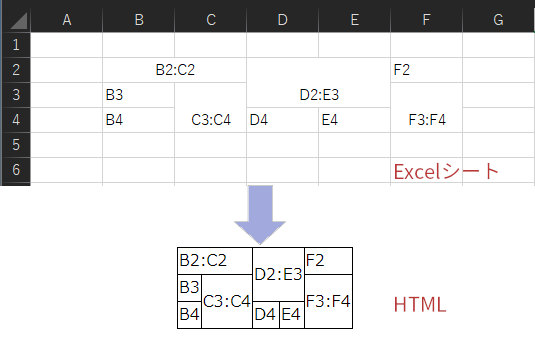 A B C D E F G
1
2 B2:C2 F2
3 B3 D2:E3
4 B4 C3:C4 D4 E4 F3:F4
5
6 Excelシート
B2:C2 D2:E3 F2
B3 C3:C4 F3:F4
B4 D4 E4
HTML